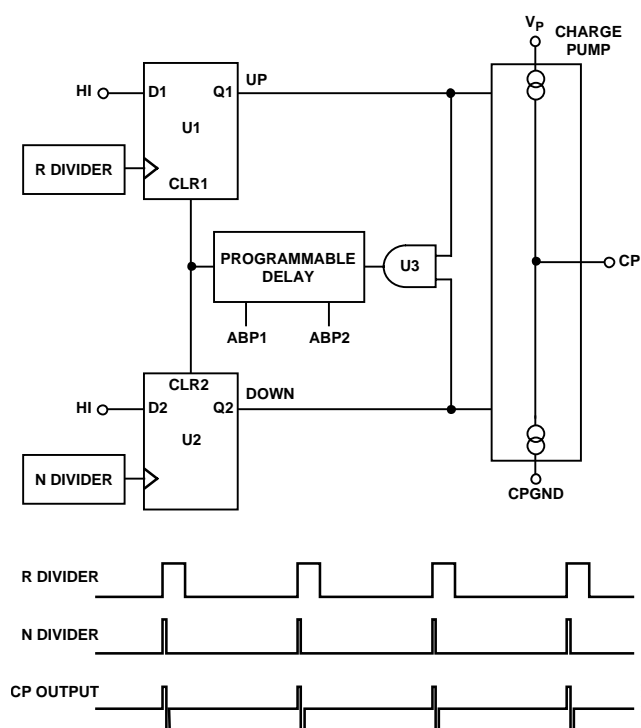 VP
CHARGE
PUMP
HI
D1
Q1
UP
U1
R DIVIDER
CLR1
PROGRAMMABLE
DELAY
U3
CP
ABP1
ABP2
CLR2
DOWN
HI
D2
Q2
U2
N DIVIDER
CPGND
R DIVIDER
N DIVIDER
CP OUTPUT